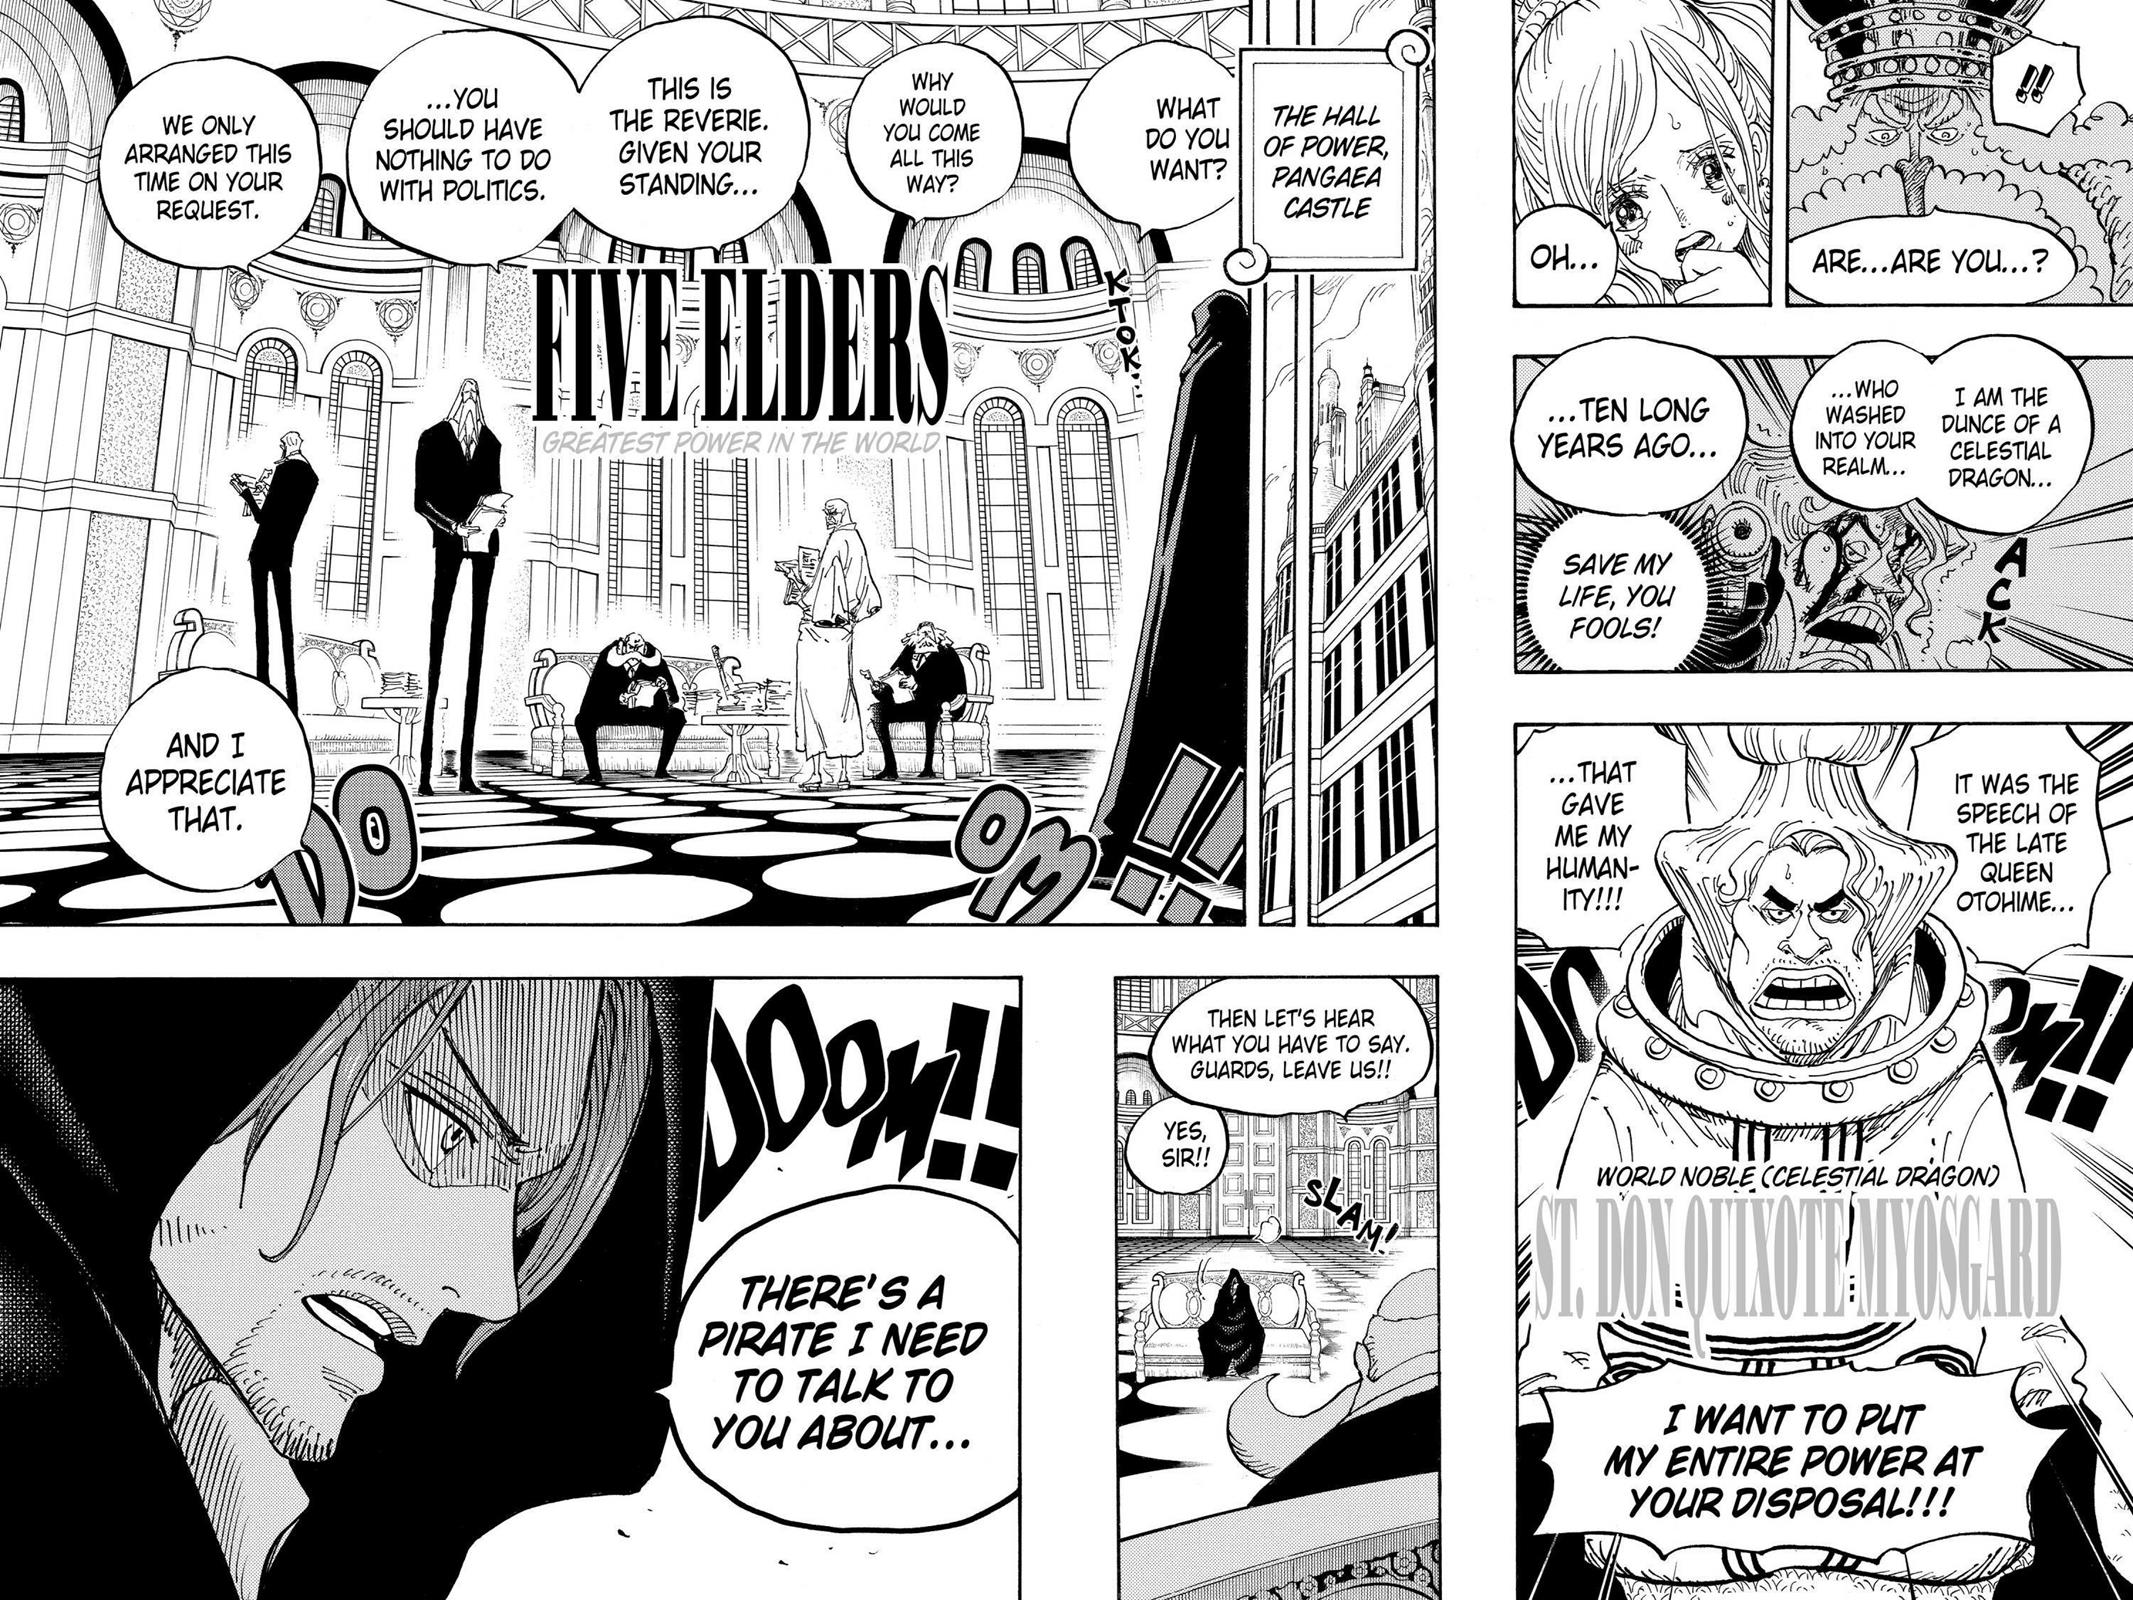 !!
ARE...ARE YOU...?
OH...
I AM THE
DUNCE OF A
CELESTIAL
DRAGON...
...WHO
WASHED
INTO YOUR
REALM...
...TEN LONG
YEARS AGO...
ACK
SAVE MY
LIFE, YOU
FOOLS!
IT WAS THE
SPEECH OF
THE LATE
QUEEN
OTOHIME...
...THAT
GAVE
ME MY
HUMAN-
ITY!!!
DOOM!!
WORLD NOBLE (CELESTIAL DRAGON)
ST. DON QUIXOTE MYOSGARD
I WANT TO PUT
MY ENTIRE POWER AT
YOUR DISPOSAL!!!
THE HALL
OF POWER,
PANGAEA
CASTLE
WHAT
DO YOU
WANT?
WHY
WOULD
YOU COME
ALL THIS
WAY?
THIS IS
THE REVERIE.
GIVEN YOUR
STANDING...
...YOU
SHOULD HAVE
NOTHING TO DO
WITH POLITICS.
WE ONLY
ARRANGED THIS
TIME ON YOUR
REQUEST.
KTOK...
FIVE ELDERS
GREATEST POWER IN THE WORLD
AND I
APPRECIATE
THAT.
DOOM...!!
THEN LET'S HEAR
WHAT YOU HAVE TO SAY.
GUARDS, LEAVE US!!
YES,
SIR!!
SLAM!
DOOM!!
THERE'S A
PIRATE I NEED
TO TALK TO
YOU ABOUT...